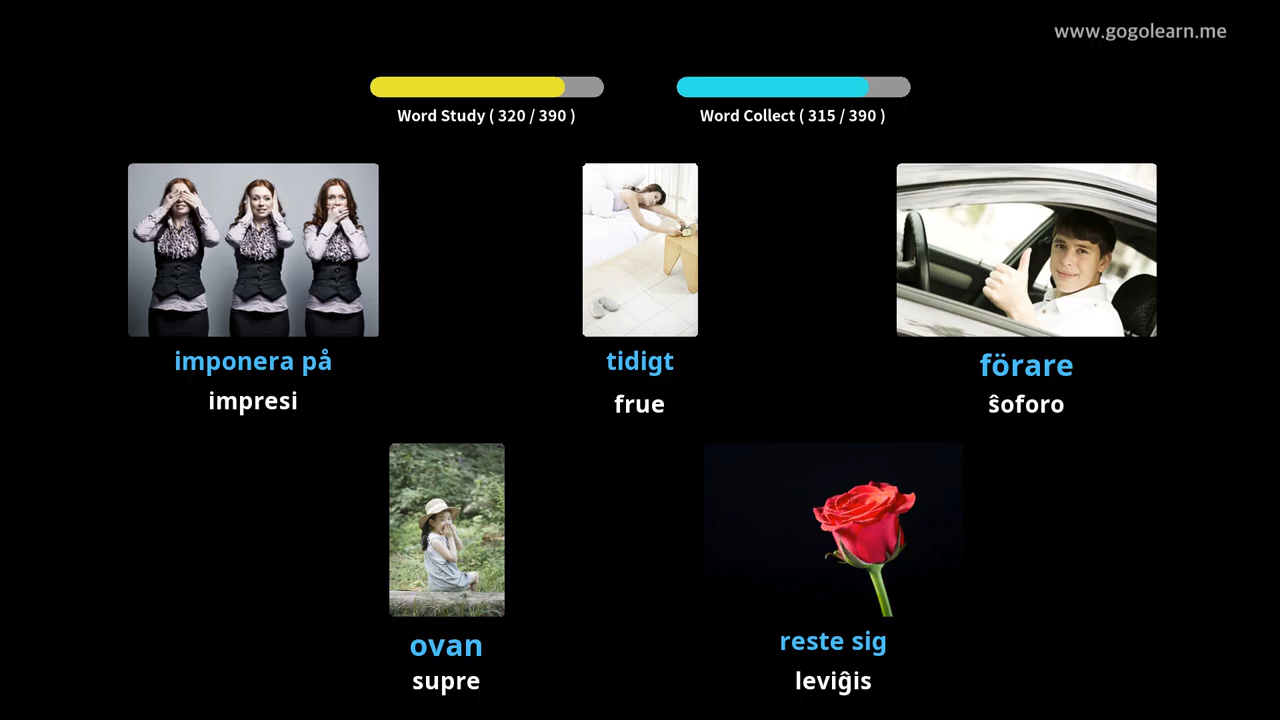 www.gogolearn.me
Word Study ( 320 / 390 )
Word Collect ( 315 / 390 )
imponera på
impresi
tidigt
frue
förare
ŝoforo
ovan
supre
reste sig
leviĝis